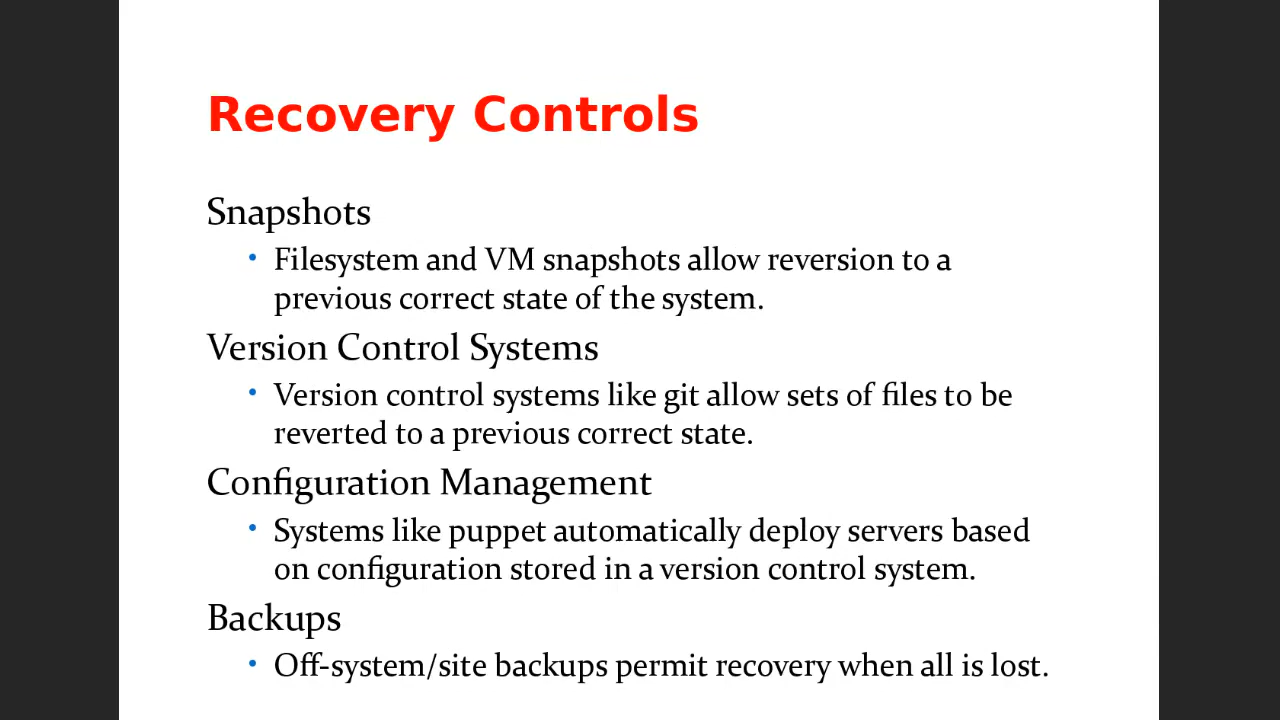 Recovery Controls
Snapshots
• Filesystem and VM snapshots allow reversion to a
previous correct state of the system.
Version Control Systems
• Version control systems like git allow sets of files to be
reverted to a previous correct state.
Configuration Management
• Systems like puppet automatically deploy servers based
on configuration stored in a version control system.
Backups
• Off-system/site backups permit recovery when all is lost.